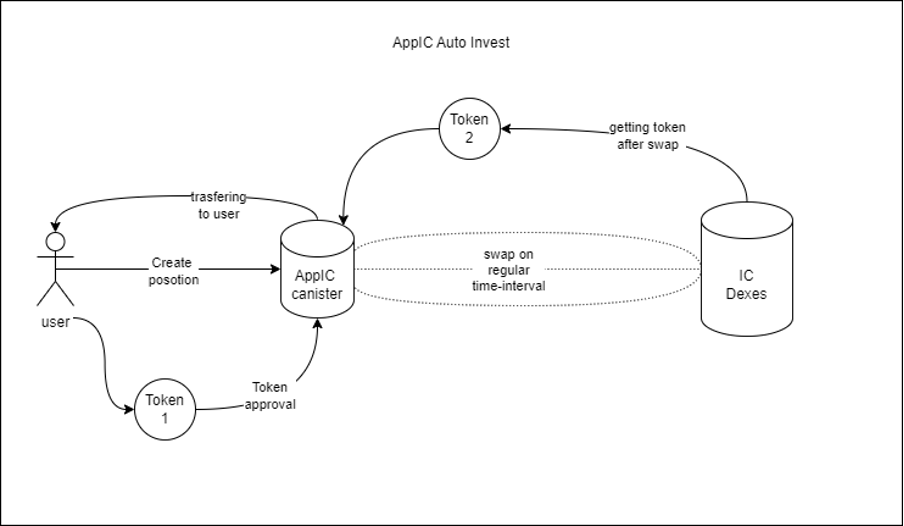 AppIC Auto Invest
Token
2
getting token
after swap
trasfering
to user
Create
posotion
AppIC
canister
swap on
regular
time-interval
IC
Dexes
user
Token
1
Token
approval